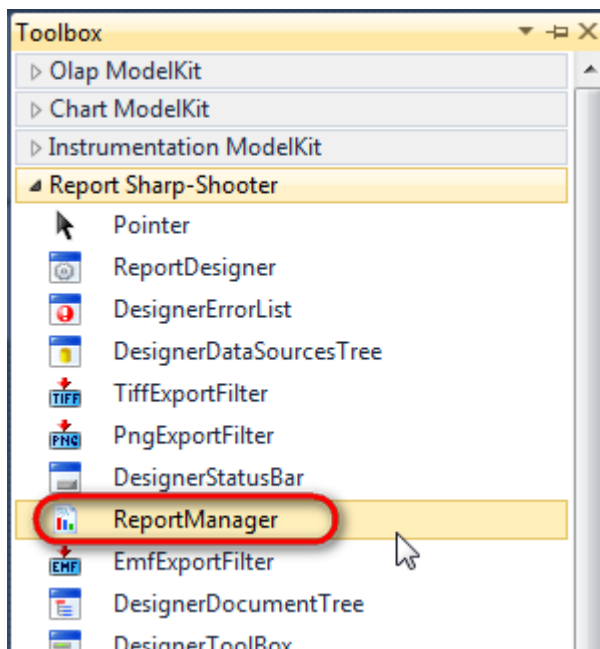 Toolbox
Olap ModelKit
Chart ModelKit
Instrumentation ModelKit
Report Sharp-Shooter
Pointer
ReportDesigner
DesignerErrorList
DesignerDataSourcesTree
TIFF TiffExportFilter
PNG PngExportFilter
DesignerStatusBar
ReportManager
EMF EmfExportFilter
DesignerDocumentTree
DesignerToolBox